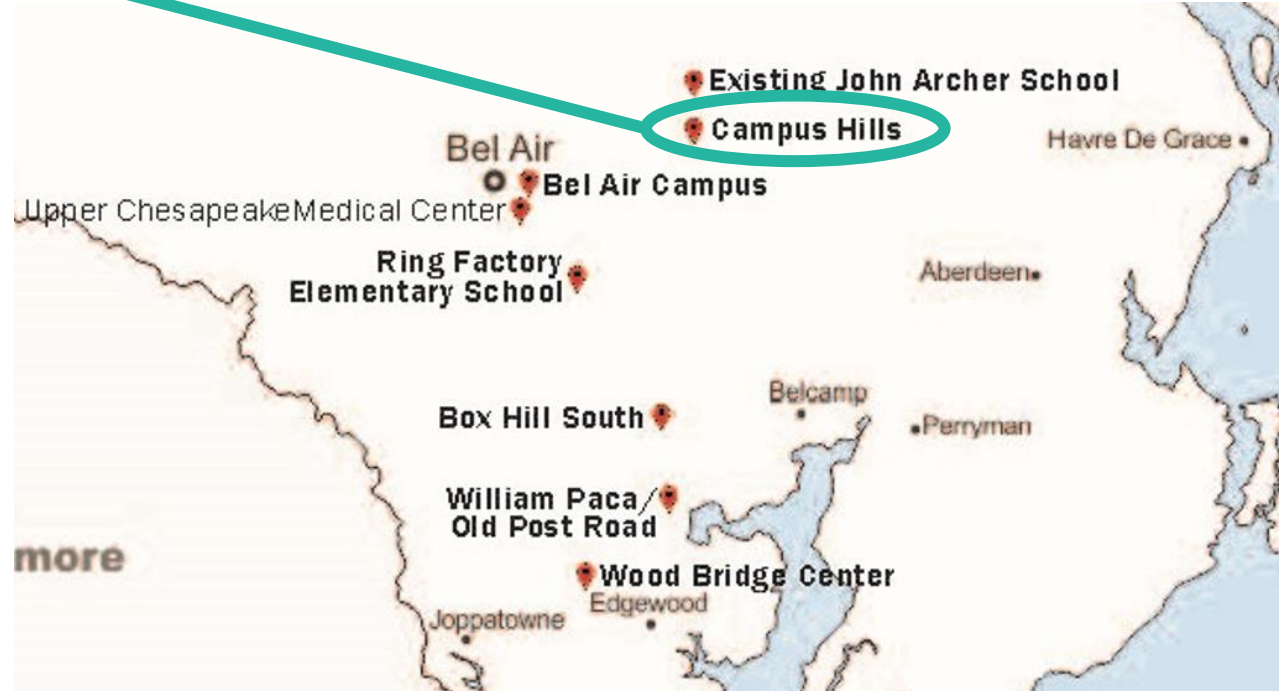 Existing John Archer School
Campus Hills
Havre De Grace
Bel Air
Bel Air Campus
Upper ChesapeakeMedical Center
Ring Factory
Elementary School
Aberdeen
Belcamp
Box Hill South
Perryman
William Paca/
Old Post Road
more
Wood Bridge Center
Edgewood
Joppatowne